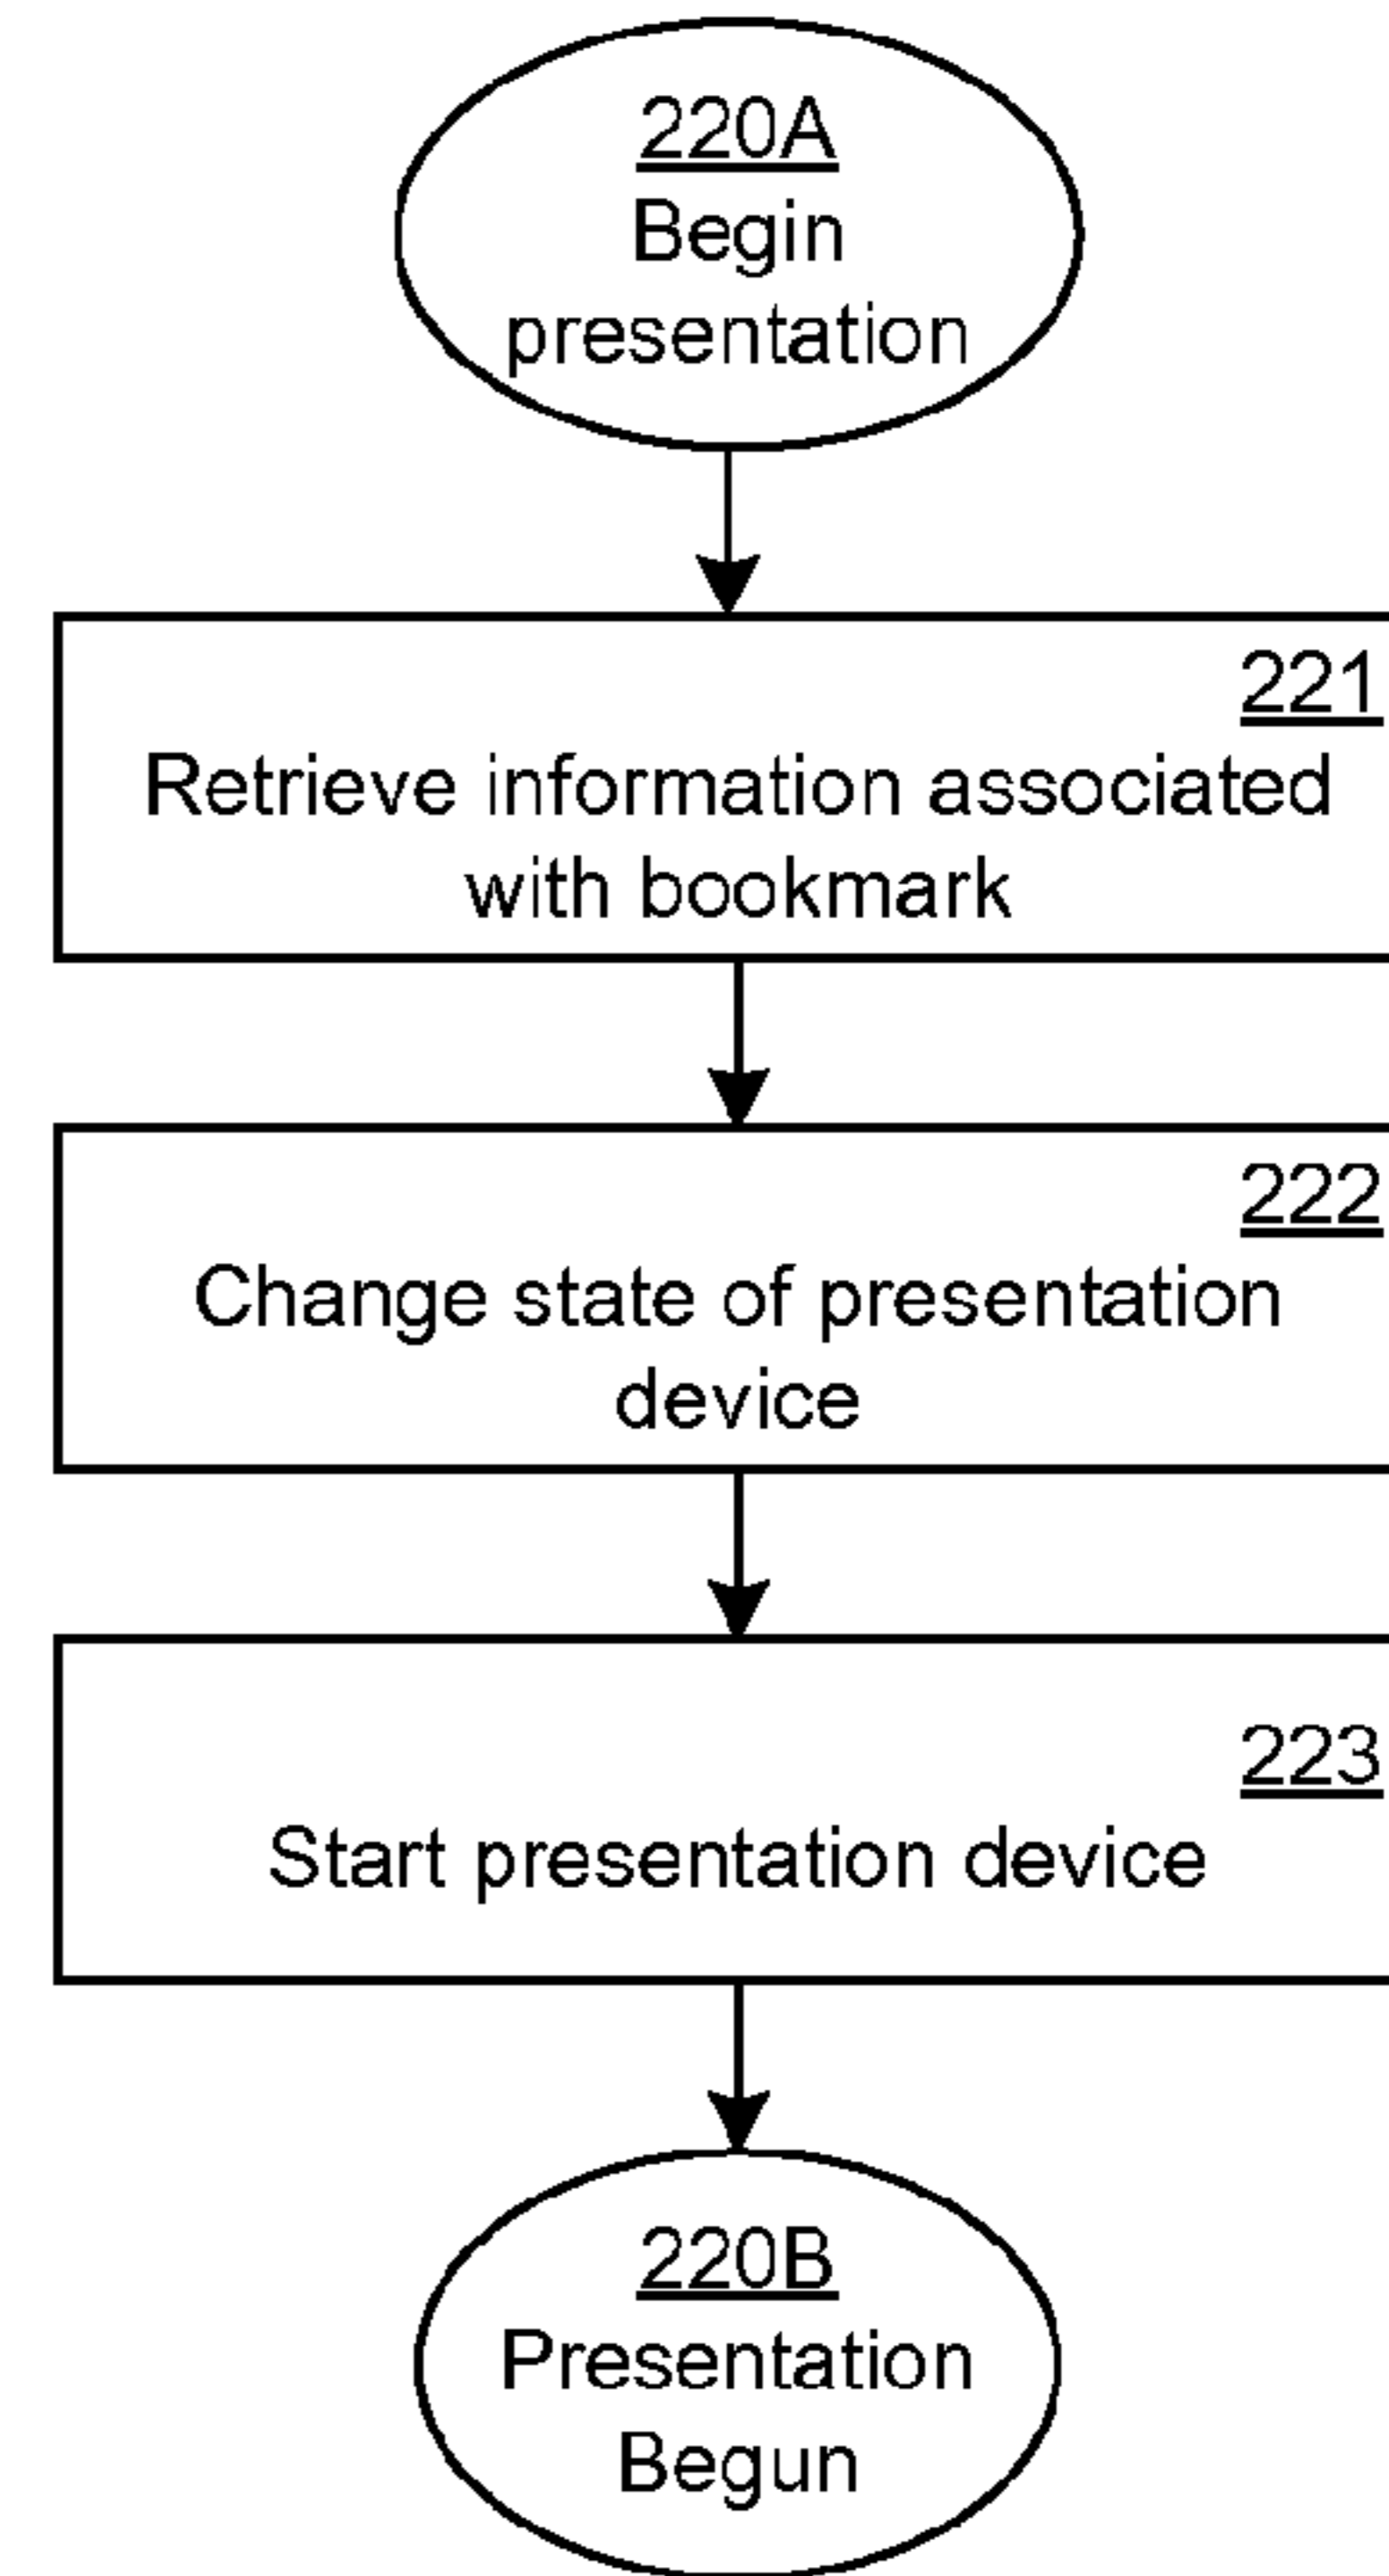 220A
Begin
presentation
221
Retrieve information associated
with bookmark
222
Change state of presentation
device
223
Start presentation device
220B
Presentation
Begun